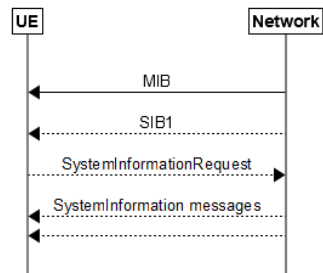 UE
Network
MIB
SIB1
SystemInformationRequest
SystemInformation messages